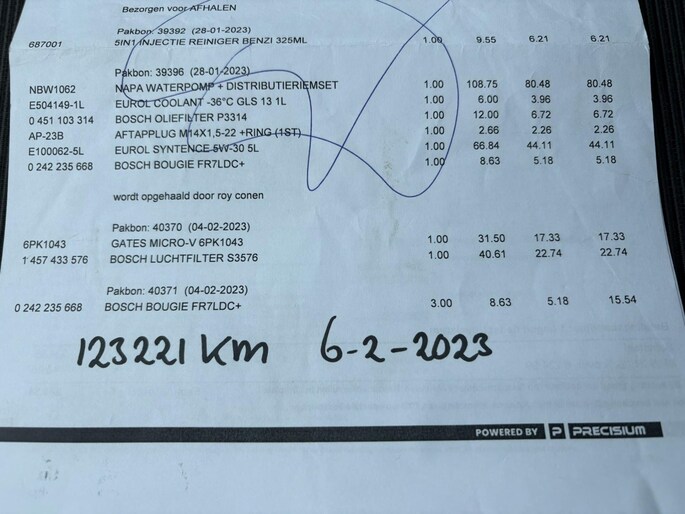 Bezorgen voor AFHALEN
Pakbon: 39392 (28-01-2023)
687001 5IN1 INJECTIE REINIGER BENZI 325ML 1.00 9.55 6.21 6.21
Pakbon: 39396 (28-01-2023)
NBW1062 NAPA WATERPOMP + DISTRIBUTIERIEMSET 1.00 108.75 80.48 80.48
E504149-1L EUROL COOLANT -36°C GLS 13 1L 1.00 6.00 3.96 3.96
0 451 103 314 BOSCH OLIEFILTER P3314 1.00 12.00 6.72 6.72
AP-23B AFTAPPLUG M14X1,5-22 +RING (1ST) 1.00 2.66 2.26 2.26
E100062-5L EUROL SYNTENCE 5W-30 5L 1.00 66.84 44.11 44.11
0 242 235 668 BOSCH BOUGIE FR7LDC+ 1.00 8.63 5.18 5.18
wordt opgehaald door roy conen
Pakbon: 40370 (04-02-2023)
6PK1043 GATES MICRO-V 6PK1043 1.00 31.50 17.33 17.33
1 457 433 576 BOSCH LUCHTFILTER S3576 1.00 40.61 22.74 22.74
Pakbon: 40371 (04-02-2023)
0 242 235 668 BOSCH BOUGIE FR7LDC+ 3.00 8.63 5.18 15.54
123221 Km 6-2-2023
POWERED BY P PRECISIUM